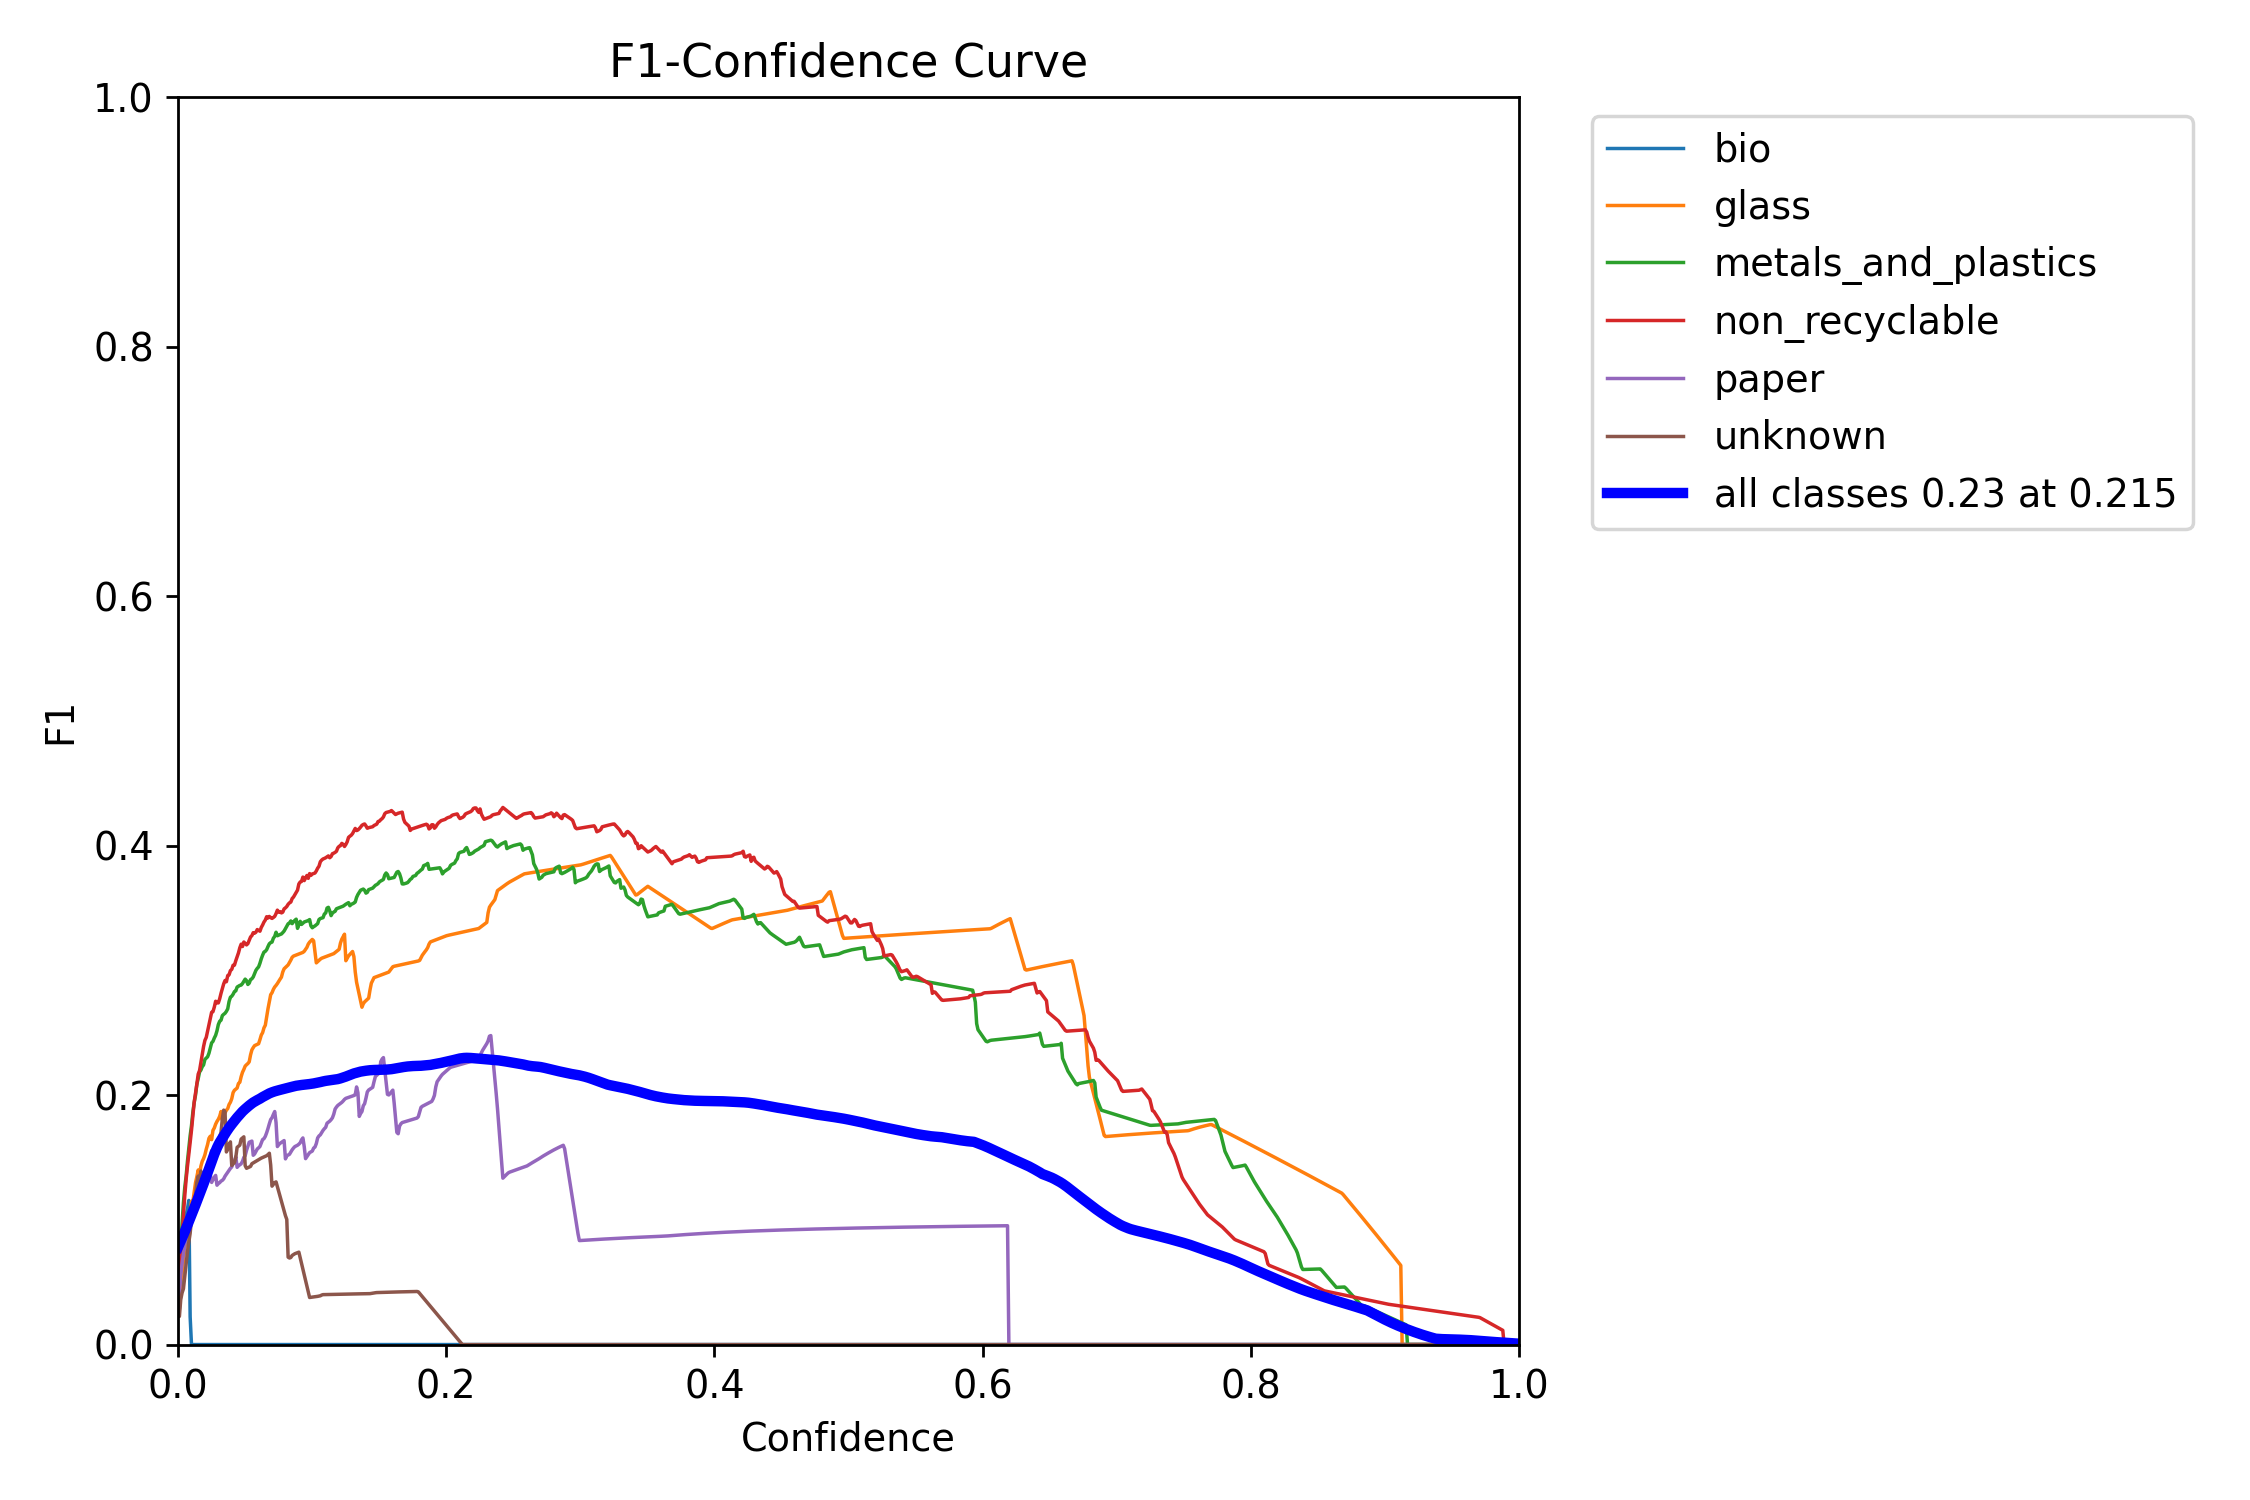 F1-Confidence Curve
1.0
0.8
0.6
0.4
0.2
0.0
F1
0.0 0.2 0.4 0.6 0.8 1.0
Confidence
bio
glass
metals_and_plastics
non_recyclable
paper
unknown
all classes 0.23 at 0.215